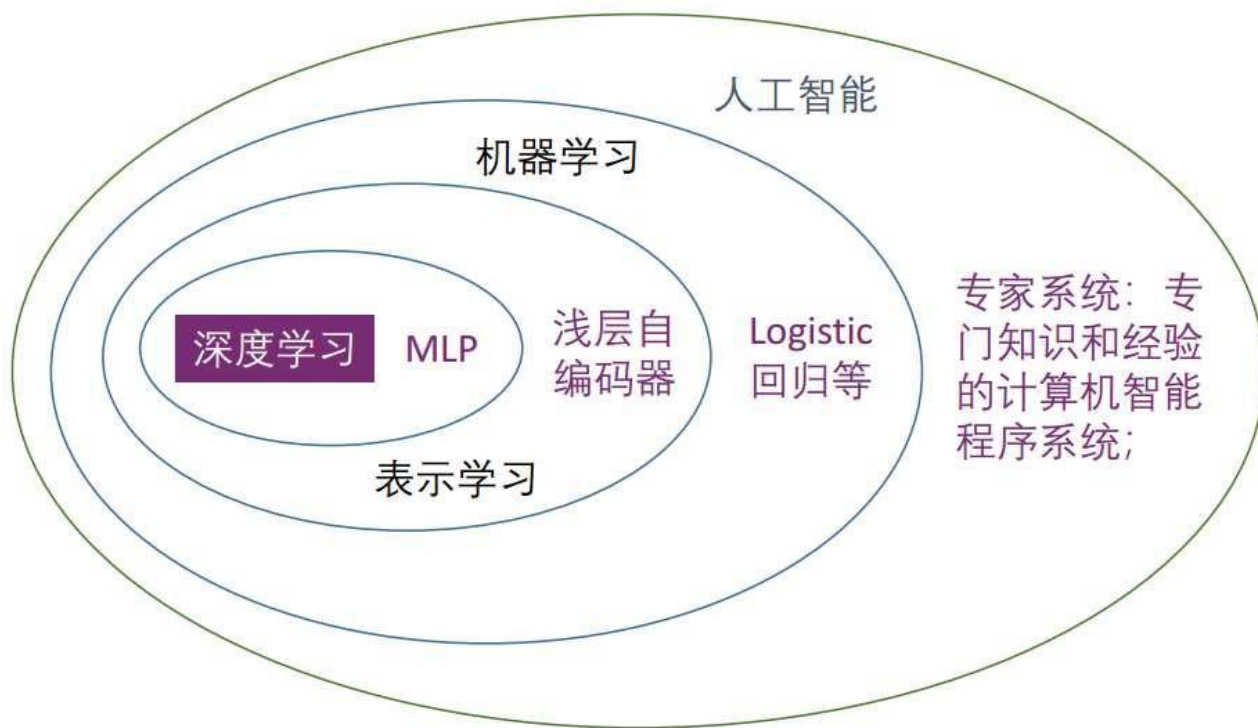 人工智能
机器学习
深度学习
MLP
浅层自
编码器
Logistic
回归等
专家系统：专
门知识和经验
的计算机智能
程序系统;
表示学习